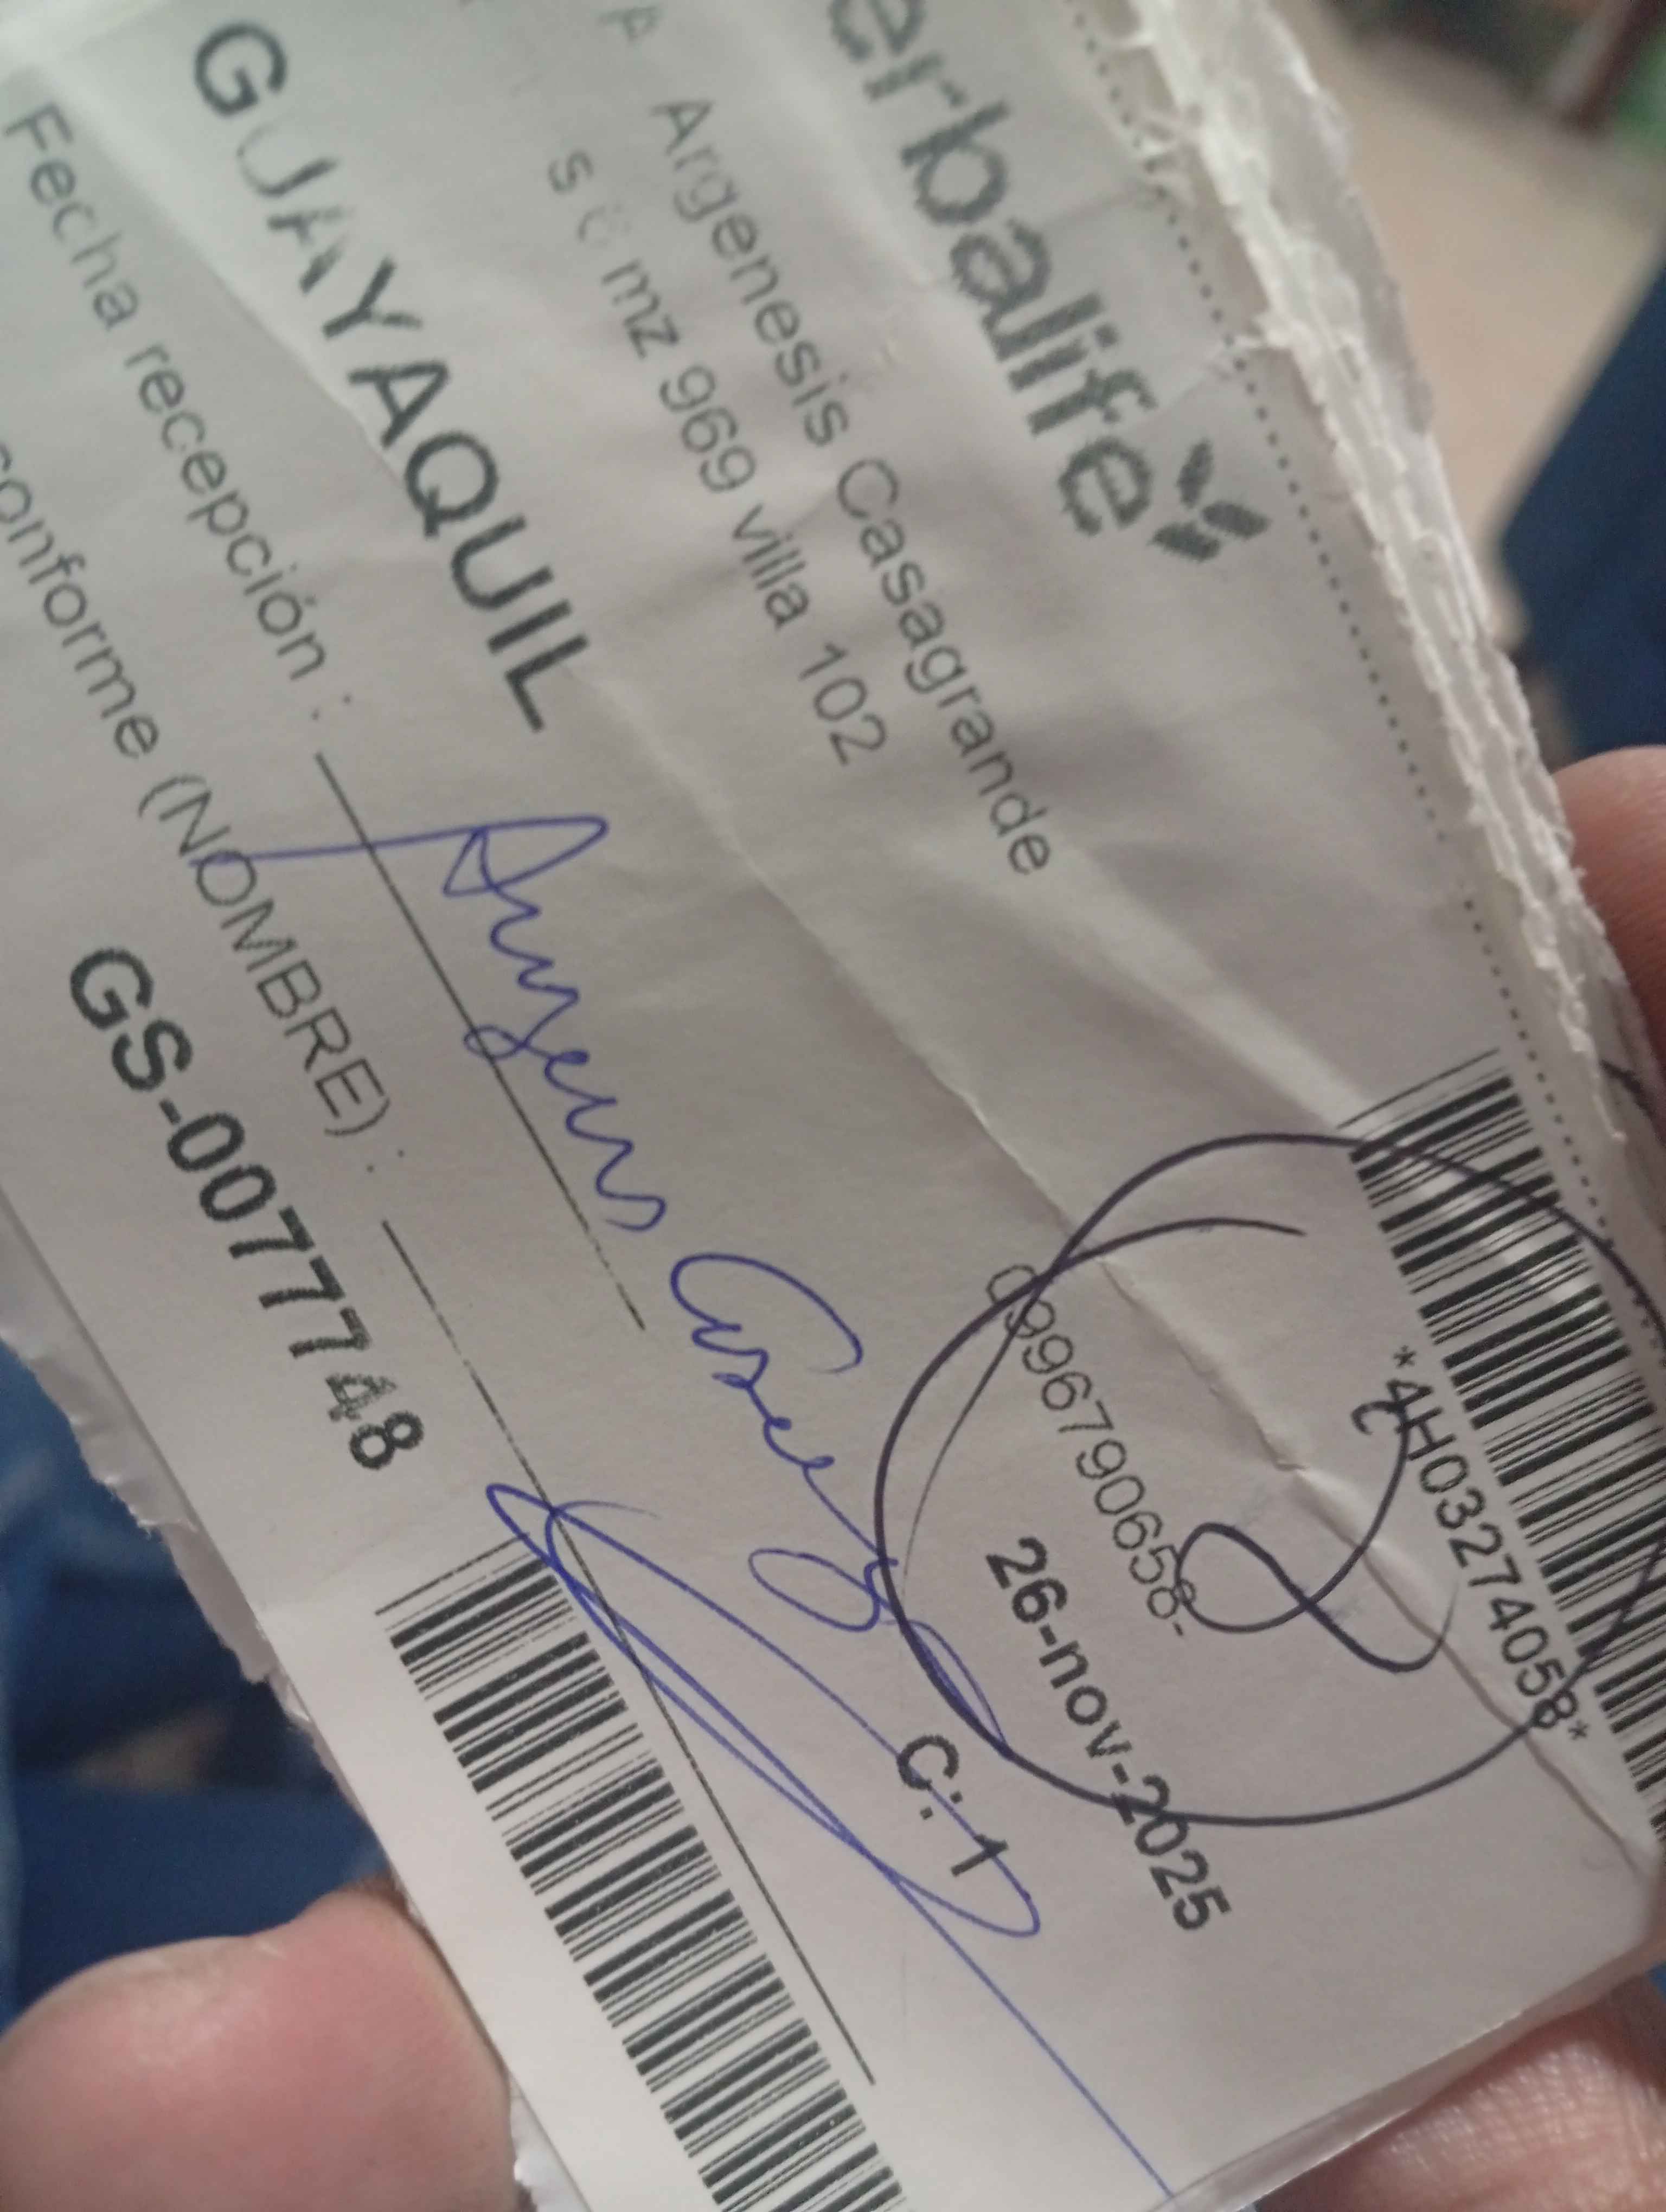 erbalife
*4H03274058*
Argenesis Casagrande
mz 969 villa 102
0996790658-
26-nov-2025
GUAYAQUIL
C: 1
Fecha recepción :
conforme (NOMBRE) :
GS-0077748